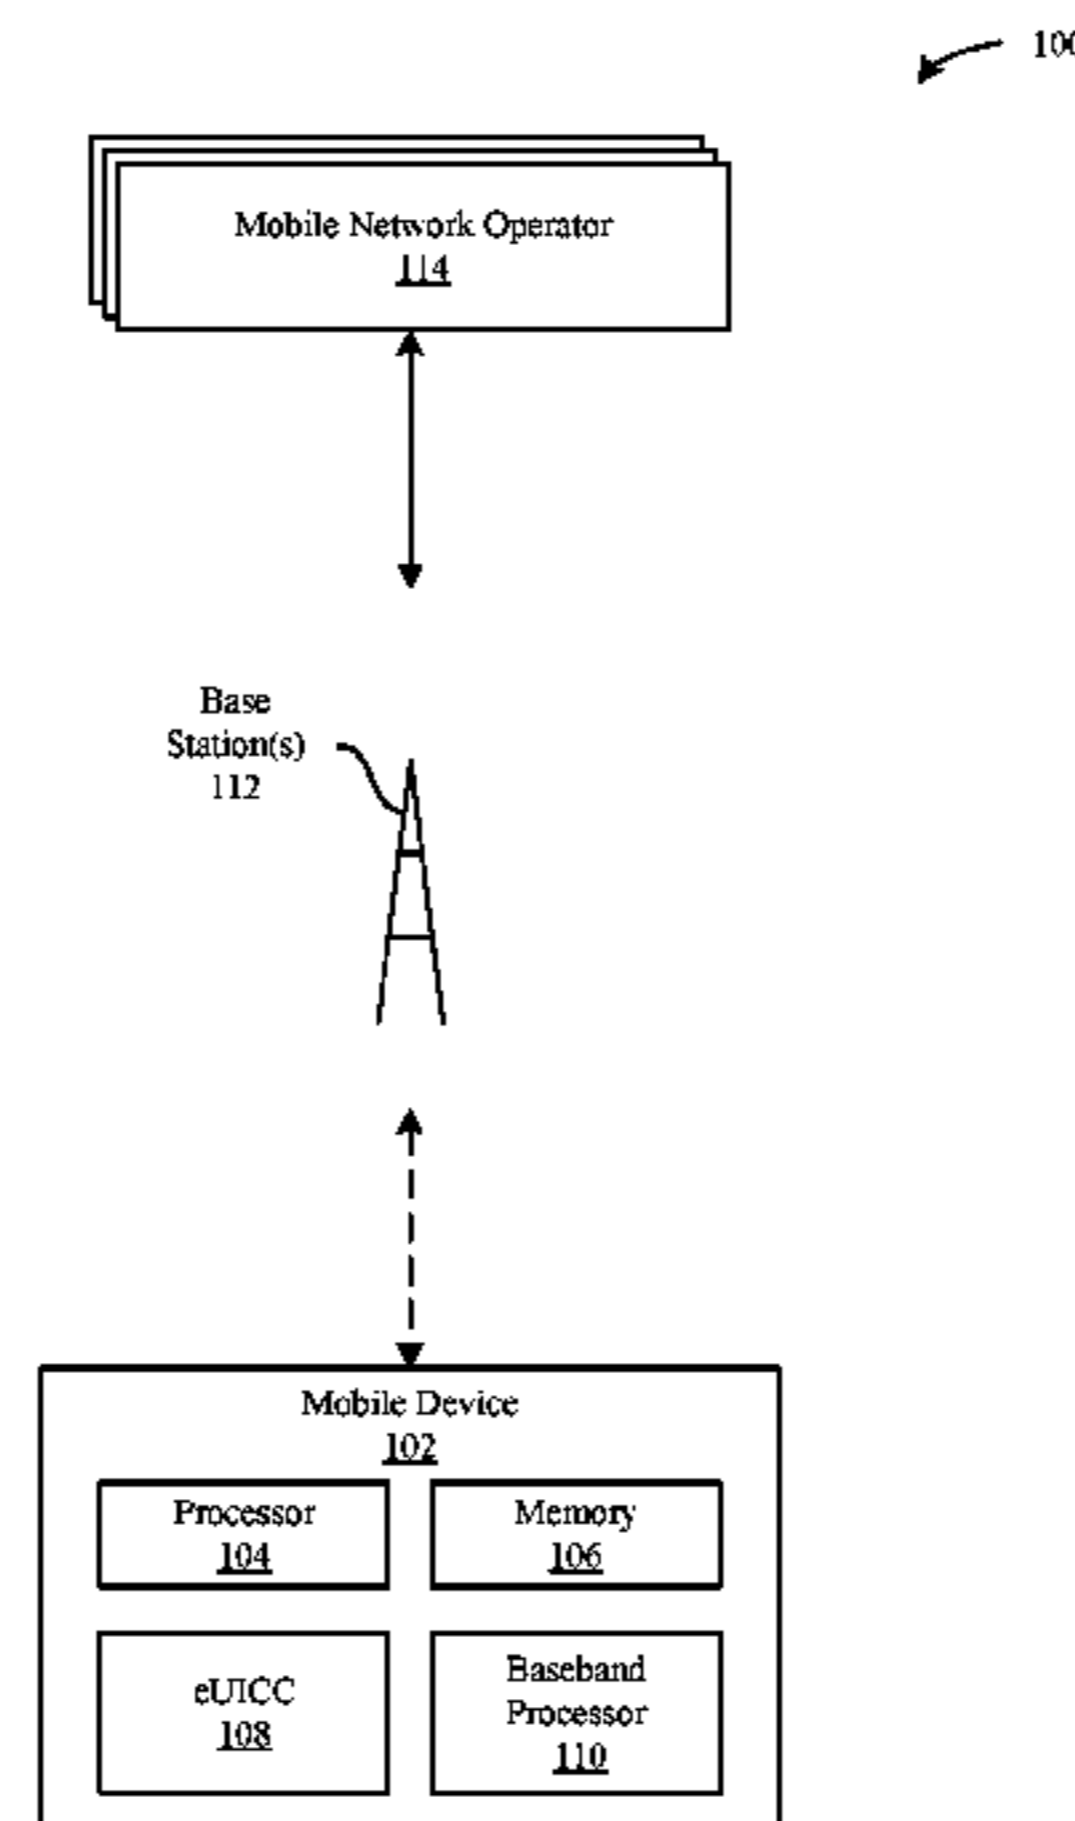 100
Mobile Network Operator
114
Base
Station(s)
112
Mobile Device
102
Processor
104
Memory
106
eUICC
108
Baseband
Processor
110